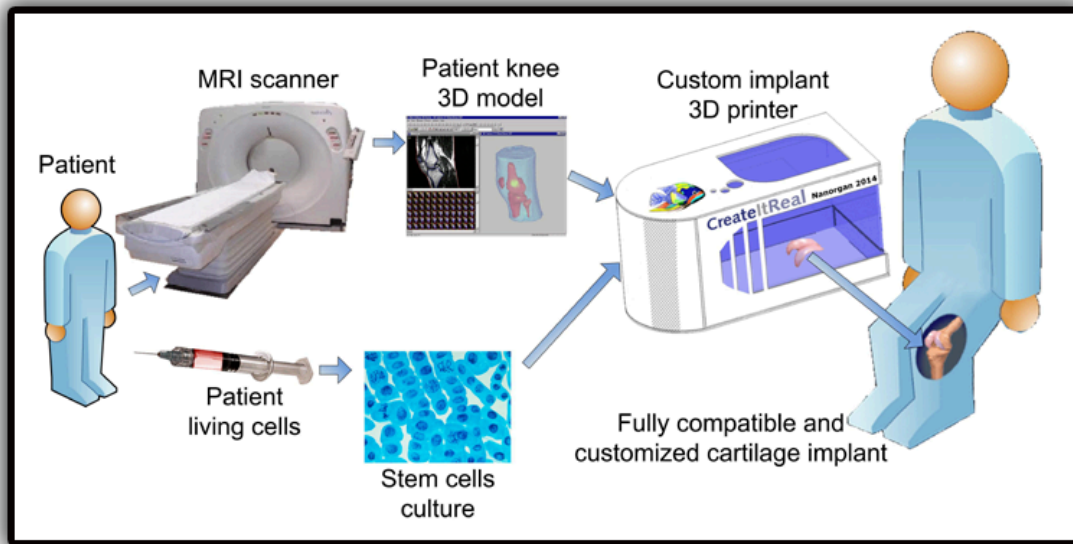 MRI scanner
Patient knee
3D model
Custom implant
3D printer
Patient
CreateItReal Nanorgan 2014
Patient
living cells
Stem cells
culture
Fully compatible and
customized cartilage implant